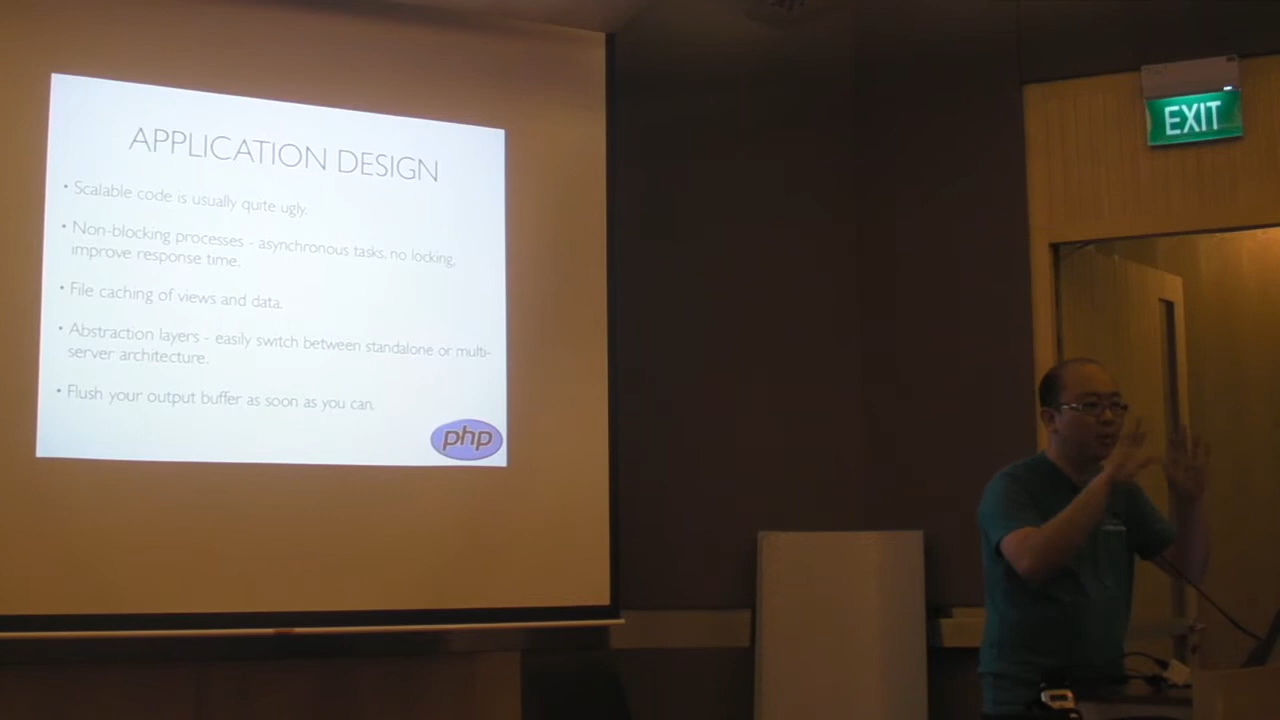 APPLICATION DESIGN
• Scalable code is usually quite ugly.
• Non-blocking processes - asynchronous tasks, no locking,
improve response time.
• File caching of views and data.
• Abstraction layers - easily switch between standalone or multi-
server architecture.
• Flush your output buffer as soon as you can.
php
EXIT